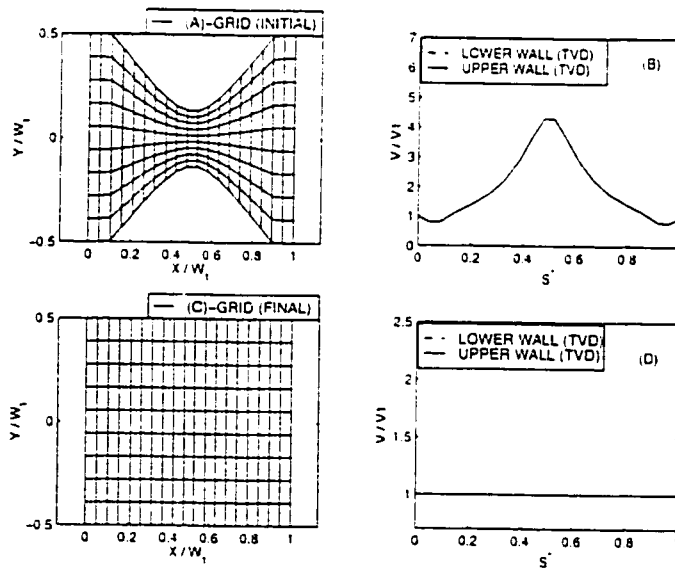 (A)-GRID (INITIAL)
0.5
0
-0.5
Y / W1
0 0.2 0.4 0.6 0.8 1
X / W1
LOWER WALL (TVD)
UPPER WALL (TVD)
(B)
7
6
5
4
3
2
1
0
V / V1
0 0.2 0.4 0.6 0.8
S*
(C)-GRID (FINAL)
0.5
0
-0.5
Y / W1
0 0.2 0.4 0.6 0.8 1
X / W1
LOWER WALL (TVD)
UPPER WALL (TVD)
(D)
2.5
2
1.5
1
V / V1
0 0.2 0.4 0.6 0.8
S*